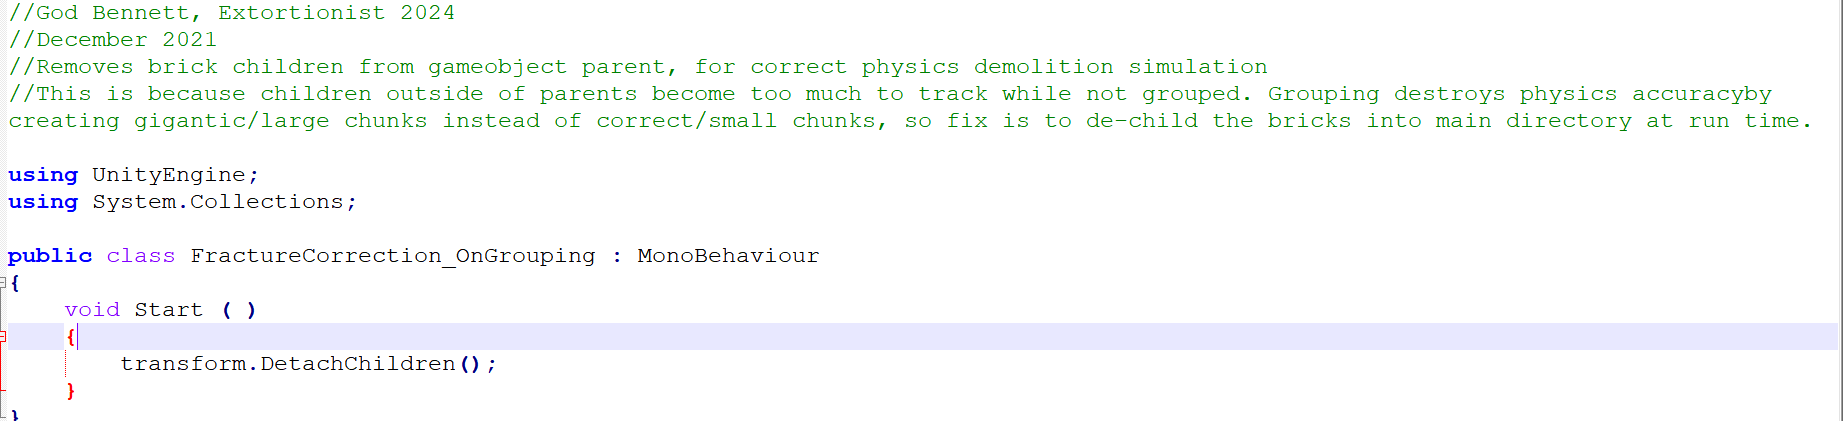 //God Bennett, Extortionist 2024
//December 2021
//Removes brick children from gameobject parent, for correct physics demolition simulation
//This is because children outside of parents become too much to track while not grouped. Grouping destroys physics accuracyby
creating gigantic/large chunks instead of correct/small chunks, so fix is to de-child the bricks into main directory at run time.
using UnityEngine;
using System.Collections;
public class FractureCorrection_OnGrouping : MonoBehaviour
{
    void Start ( )
    {
        transform.DetachChildren();
    }
}